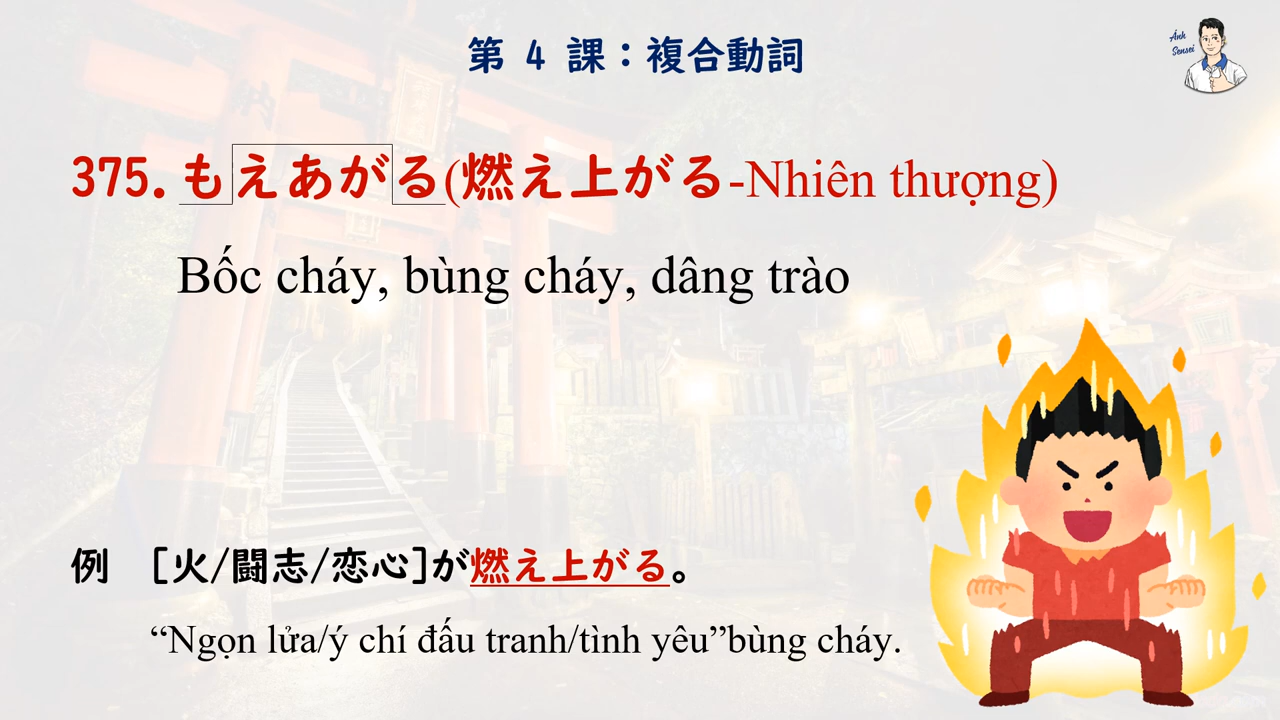 第 4 課：複合動詞
Anh
Sensei
375. もえあがる(燃え上がる-Nhiên thượng)
Bốc cháy, bùng cháy, dâng trào
例　[火/闘志/恋心]が燃え上がる。
“Ngọn lửa/ý chí đấu tranh/tình yêu”bùng cháy.